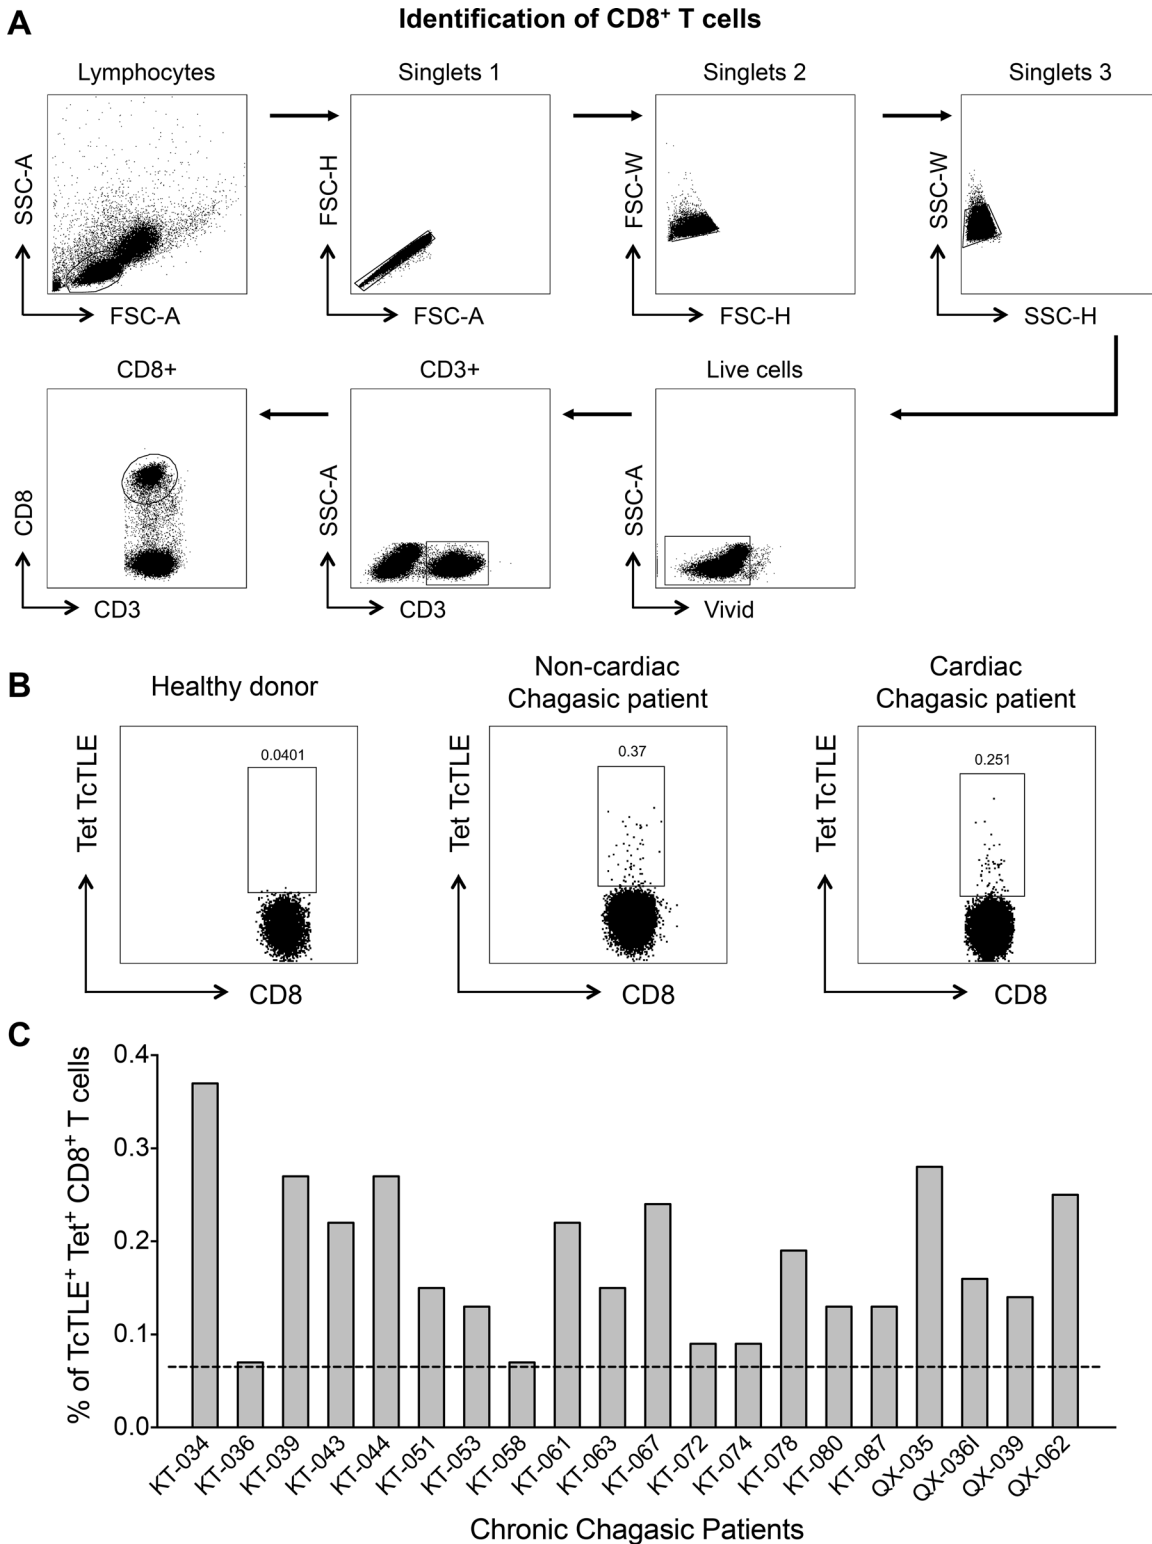 A
Identification of CD8⁺ T cells
Lymphocytes
Singlets 1
Singlets 2
Singlets 3
SSC-A
FSC-A
FSC-H
FSC-A
FSC-W
FSC-H
SSC-W
SSC-H
CD8+
CD3+
Live cells
CD8
CD3
SSC-A
CD3
SSC-A
Vivid
B
Healthy donor
Non-cardiac
Chagasic patient
Cardiac
Chagasic patient
Tet TcTLE
0.0401
CD8
Tet TcTLE
0.37
CD8
Tet TcTLE
0.251
CD8
C
% of TcTLE⁺ Tet⁺ CD8⁺ T cells
0.4
0.3
0.2
0.1
0.0
KT-034
KT-036
KT-039
KT-043
KT-044
KT-051
KT-053
KT-058
KT-061
KT-063
KT-067
KT-072
KT-074
KT-078
KT-080
KT-087
QX-035
QX-036I
QX-039
QX-062
Chronic Chagasic Patients